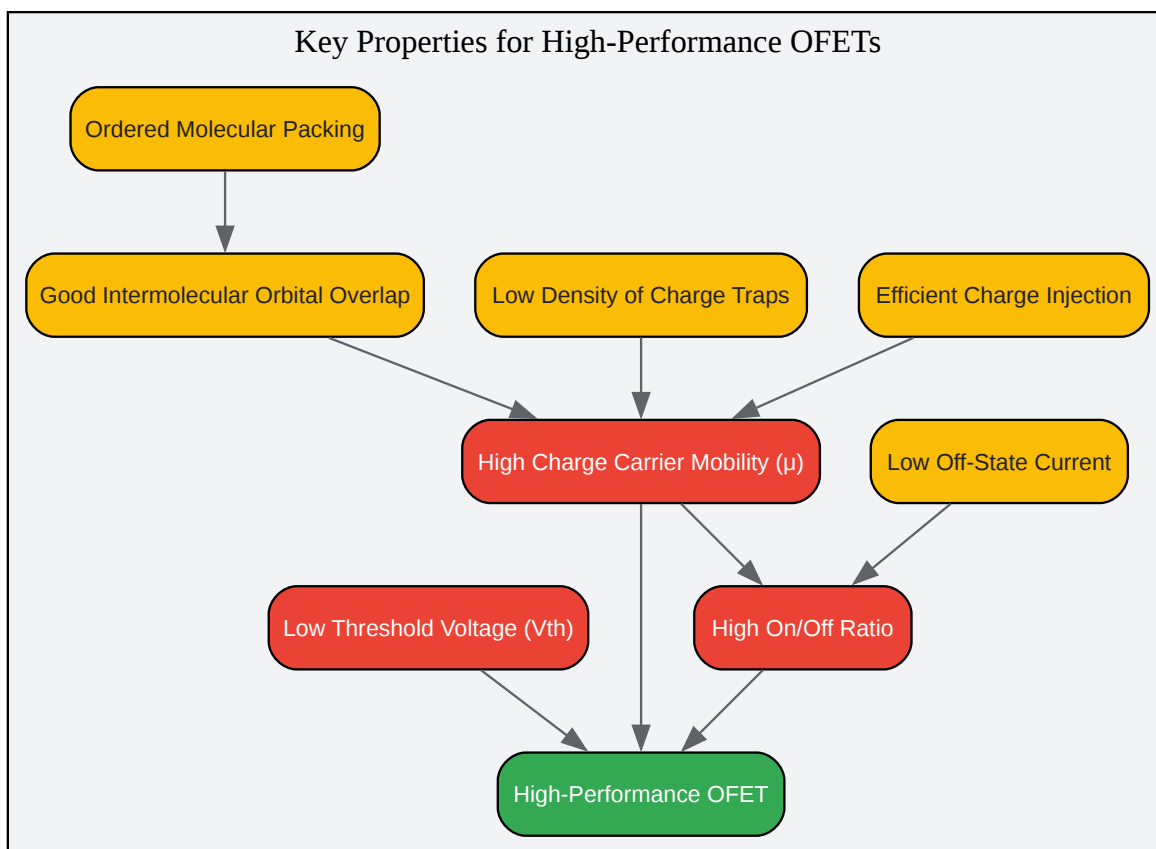 Key Properties for High-Performance OFETs
Ordered Molecular Packing
Good Intermolecular Orbital Overlap
Low Density of Charge Traps
Efficient Charge Injection
High Charge Carrier Mobility (μ)
Low Off-State Current
Low Threshold Voltage (Vth)
High On/Off Ratio
High-Performance OFET